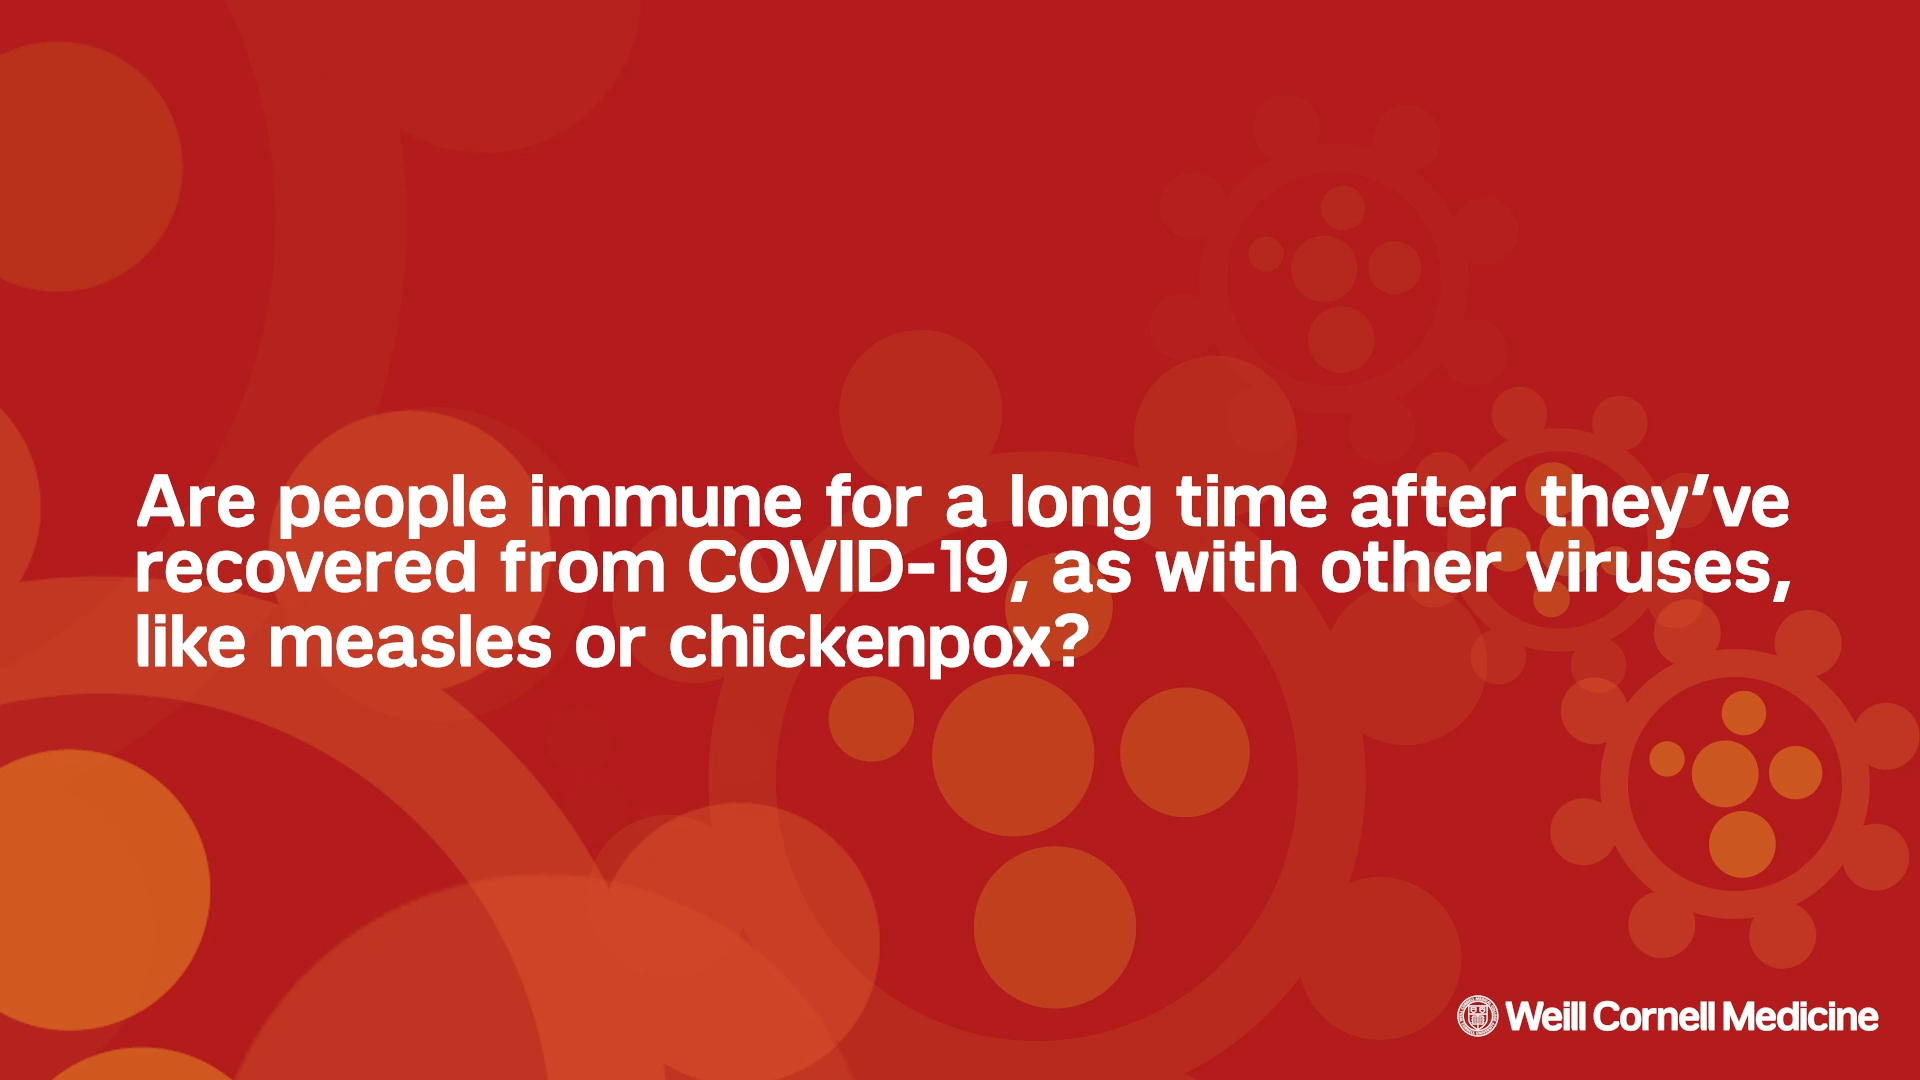 Are people immune for a long time after they’ve
recovered from COVID-19, as with other viruses,
like measles or chickenpox?
Weill Cornell Medicine